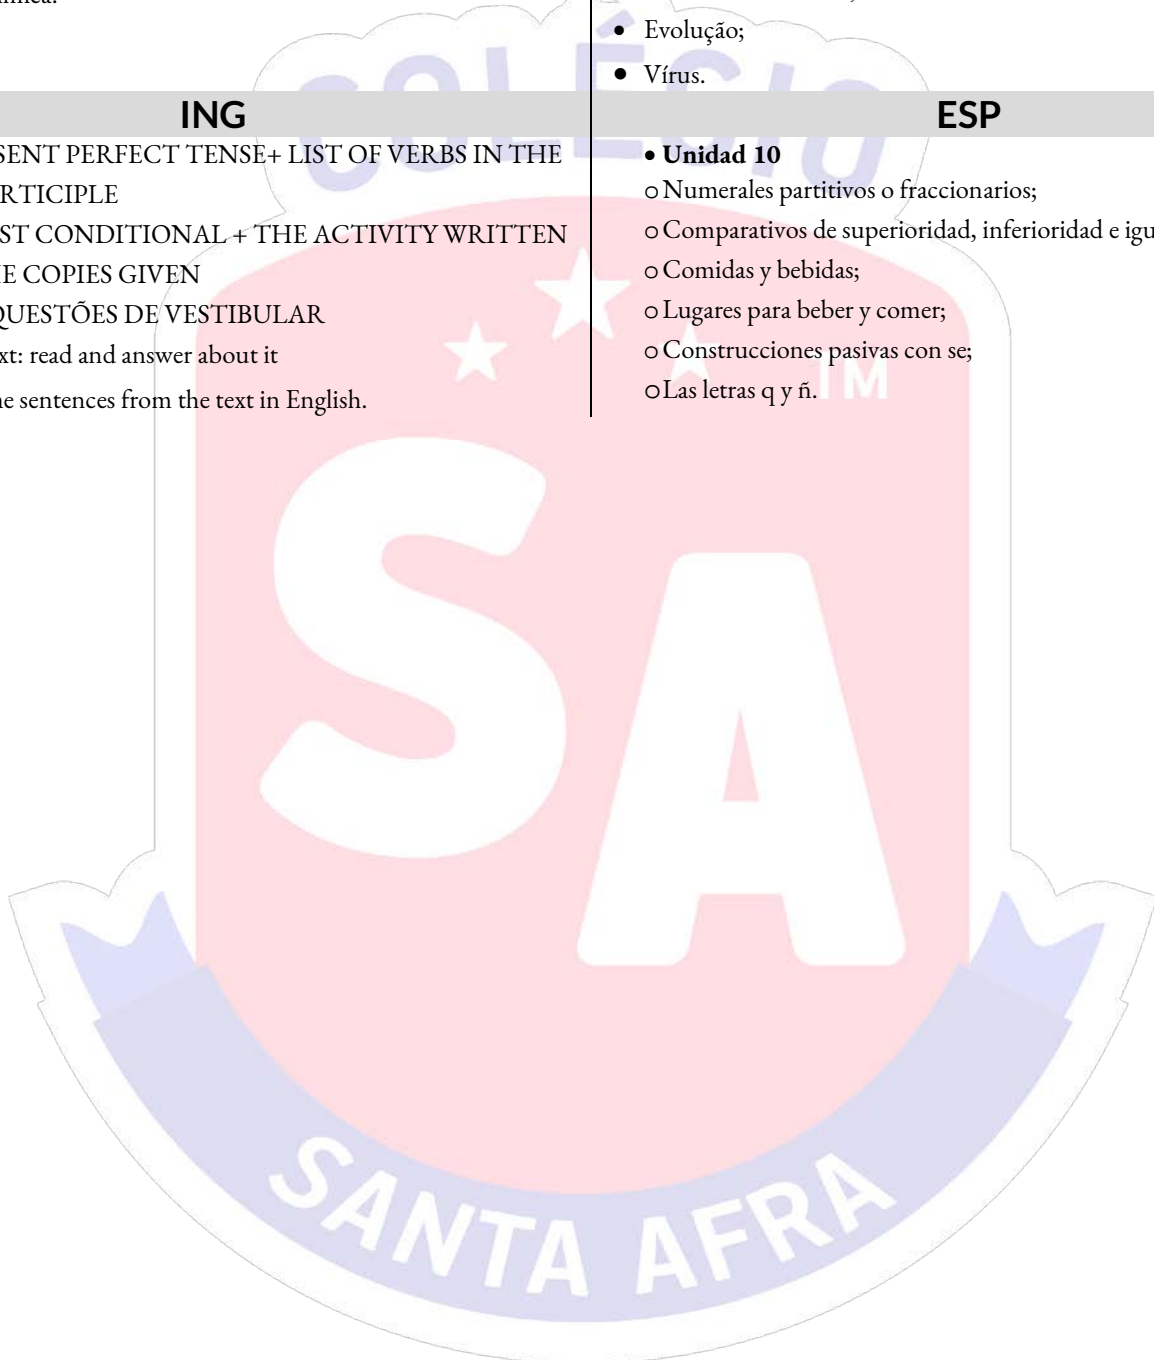 Evolução;
Vírus.
ING
SENT PERFECT TENSE+ LIST OF VERBS IN THE
RTICIPLE
ST CONDITIONAL + THE ACTIVITY WRITTEN
E COPIES GIVEN
QUESTÕES DE VESTIBULAR
xt: read and answer about it
ne sentences from the text in English.
ESP
• Unidad 10
o Numerales partitivos o fraccionarios;
o Comparativos de superioridad, inferioridad e igu
o Comidas y bebidas;
o Lugares para beber y comer;
o Construcciones pasivas con se;
o Las letras q y ñ.
COLÉGIO
TM
SA
SANTA AFRA